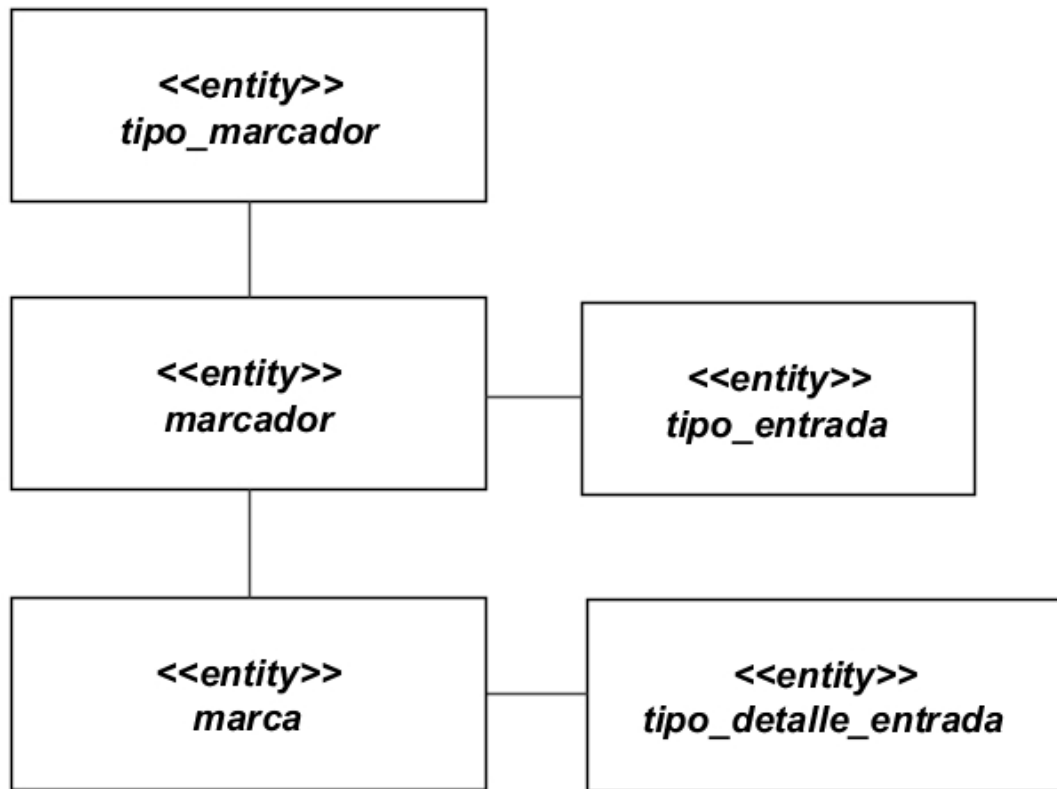 <<entity>>
tipo_marcador
<<entity>>
marcador
<<entity>>
tipo_entrada
<<entity>>
marca
<<entity>>
tipo_detalle_entrada